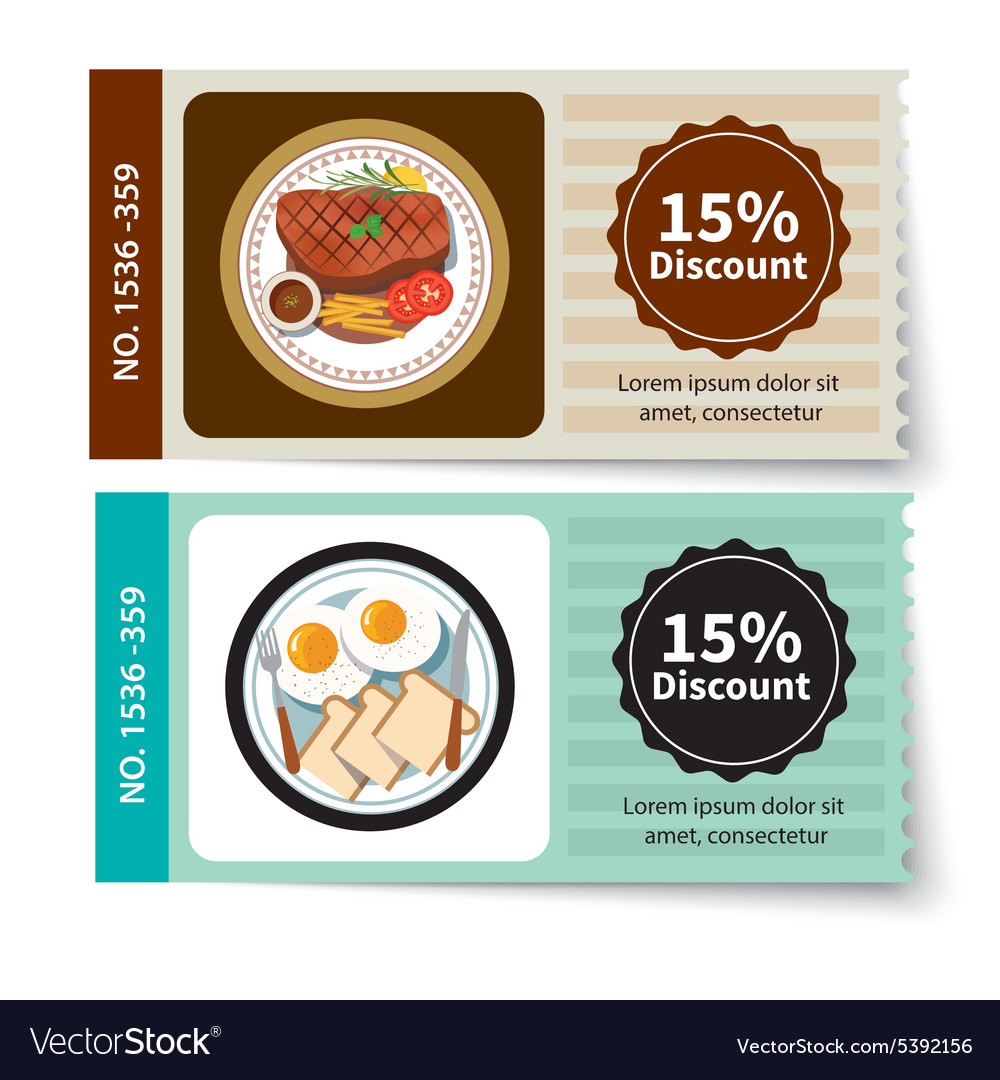 NO. 1536 -359
15%
Discount
Lorem ipsum dolor sit
amet, consectetur
NO. 1536 -359
15%
Discount
Lorem ipsum dolor sit
amet, consectetur
VectorStock®
VectorStock.com/5392156